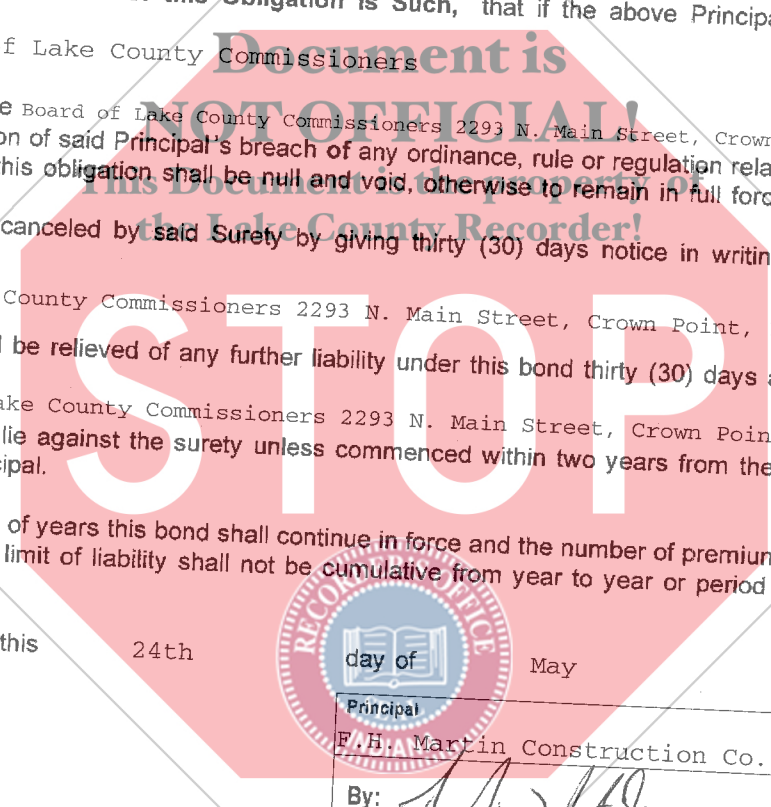 this Obligation is Such, that if the above Principa
f Lake County Commissioners
Document is
e Board of Lake County Commissioners 2293 N. Main Street, Crown
NOT OFFICIAL!
on of said Principal's breach of any ordinance, rule or regulation rela
his obligation shall be null and void, otherwise to remain in full forc
This Document is the property of
canceled by said Surety by giving thirty (30) days notice in writin
the Lake County Recorder!
County Commissioners 2293 N. Main Street, Crown Point,
STOP
be relieved of any further liability under this bond thirty (30) days a
ake County Commissioners 2293 N. Main Street, Crown Poin
lie against the surety unless commenced within two years from the
cipal.
of years this bond shall continue in force and the number of premium
limit of liability shall not be cumulative from year to year or period
RECORDER'S OFFICE
this 24th day of May
Principal
INDIANA
F.H. Martin Construction Co.
By: